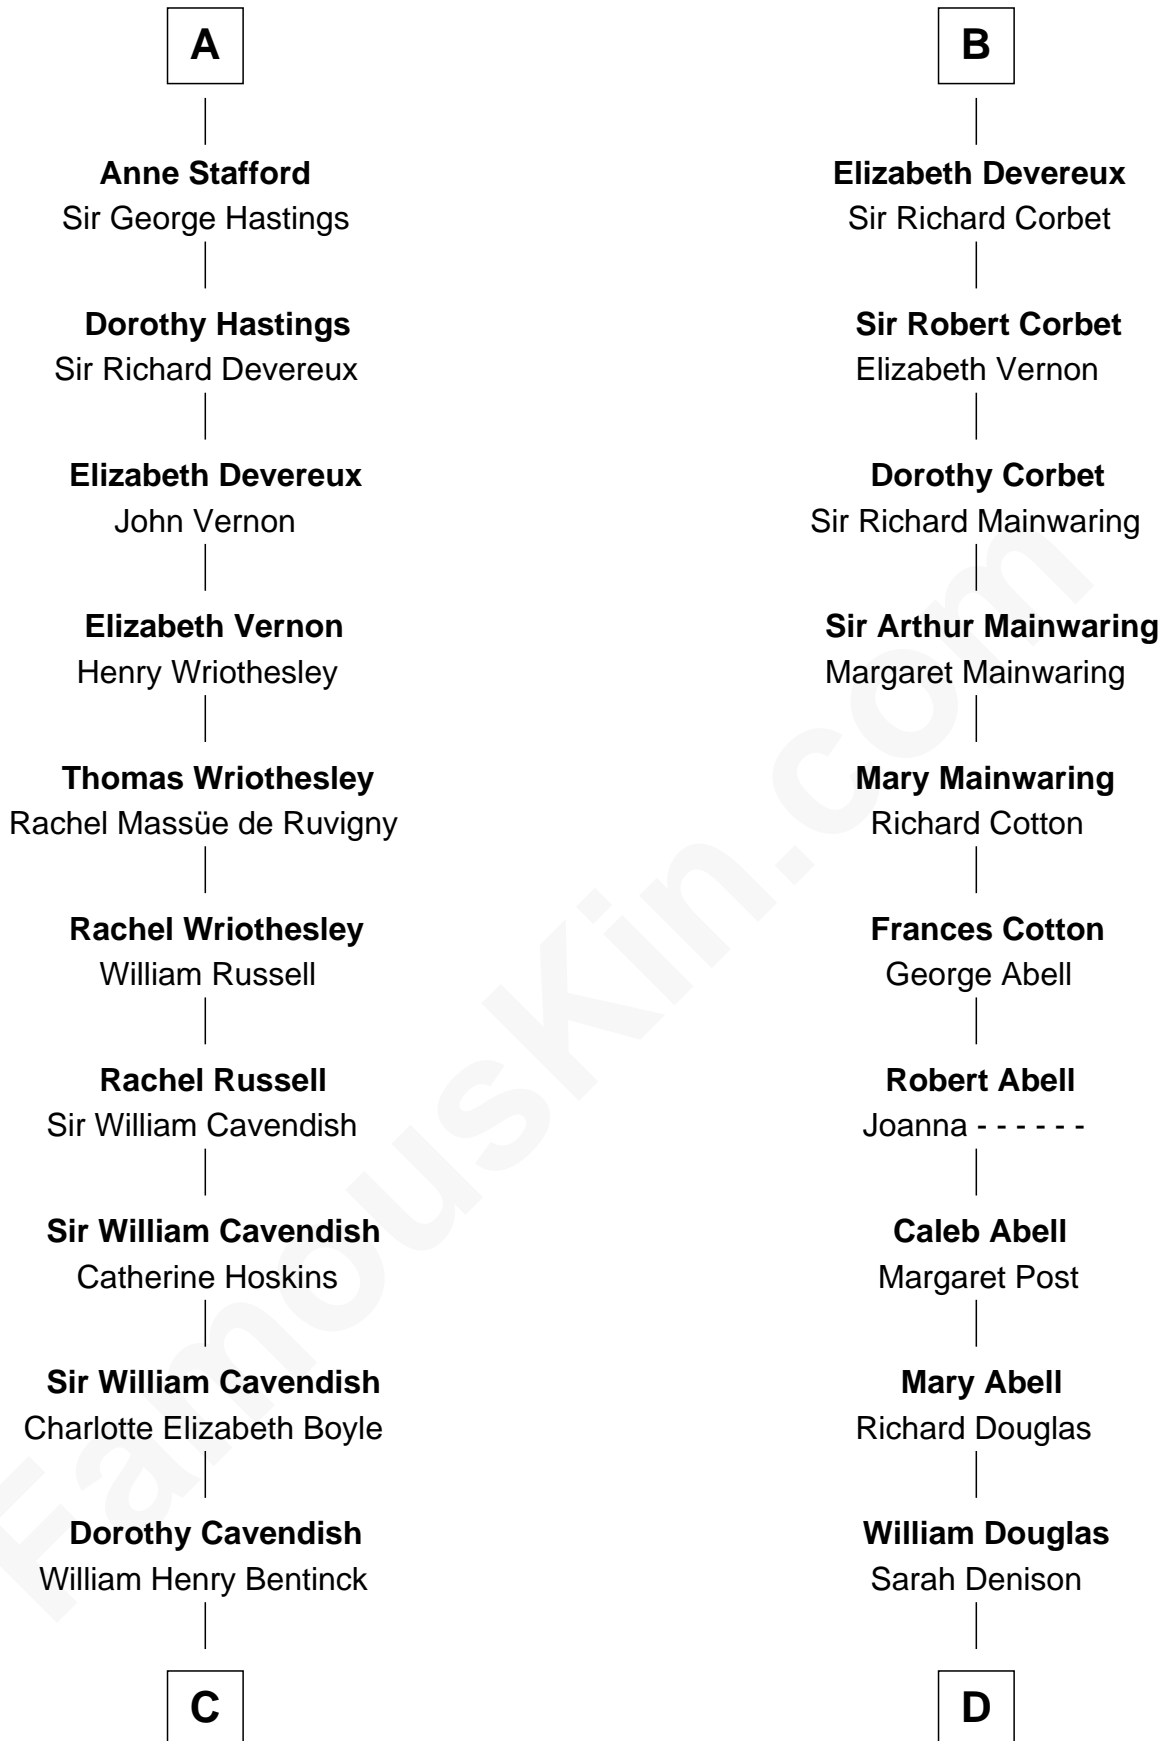 A
Anne Stafford
Sir George Hastings
Dorothy Hastings
Sir Richard Devereux
Elizabeth Devereux
John Vernon
Elizabeth Vernon
Henry Wriothesley
Thomas Wriothesley
Rachel Massüe de Ruvigny
Rachel Wriothesley
William Russell
Rachel Russell
Sir William Cavendish
Sir William Cavendish
Catherine Hoskins
Sir William Cavendish
Charlotte Elizabeth Boyle
Dorothy Cavendish
William Henry Bentinck
C
B
Elizabeth Devereux
Sir Richard Corbet
Sir Robert Corbet
Elizabeth Vernon
Dorothy Corbet
Sir Richard Mainwaring
Sir Arthur Mainwaring
Margaret Mainwaring
Mary Mainwaring
Richard Cotton
Frances Cotton
George Abell
Robert Abell
Joanna - - - - - -
Caleb Abell
Margaret Post
Mary Abell
Richard Douglas
William Douglas
Sarah Denison
D
FamousKin.com